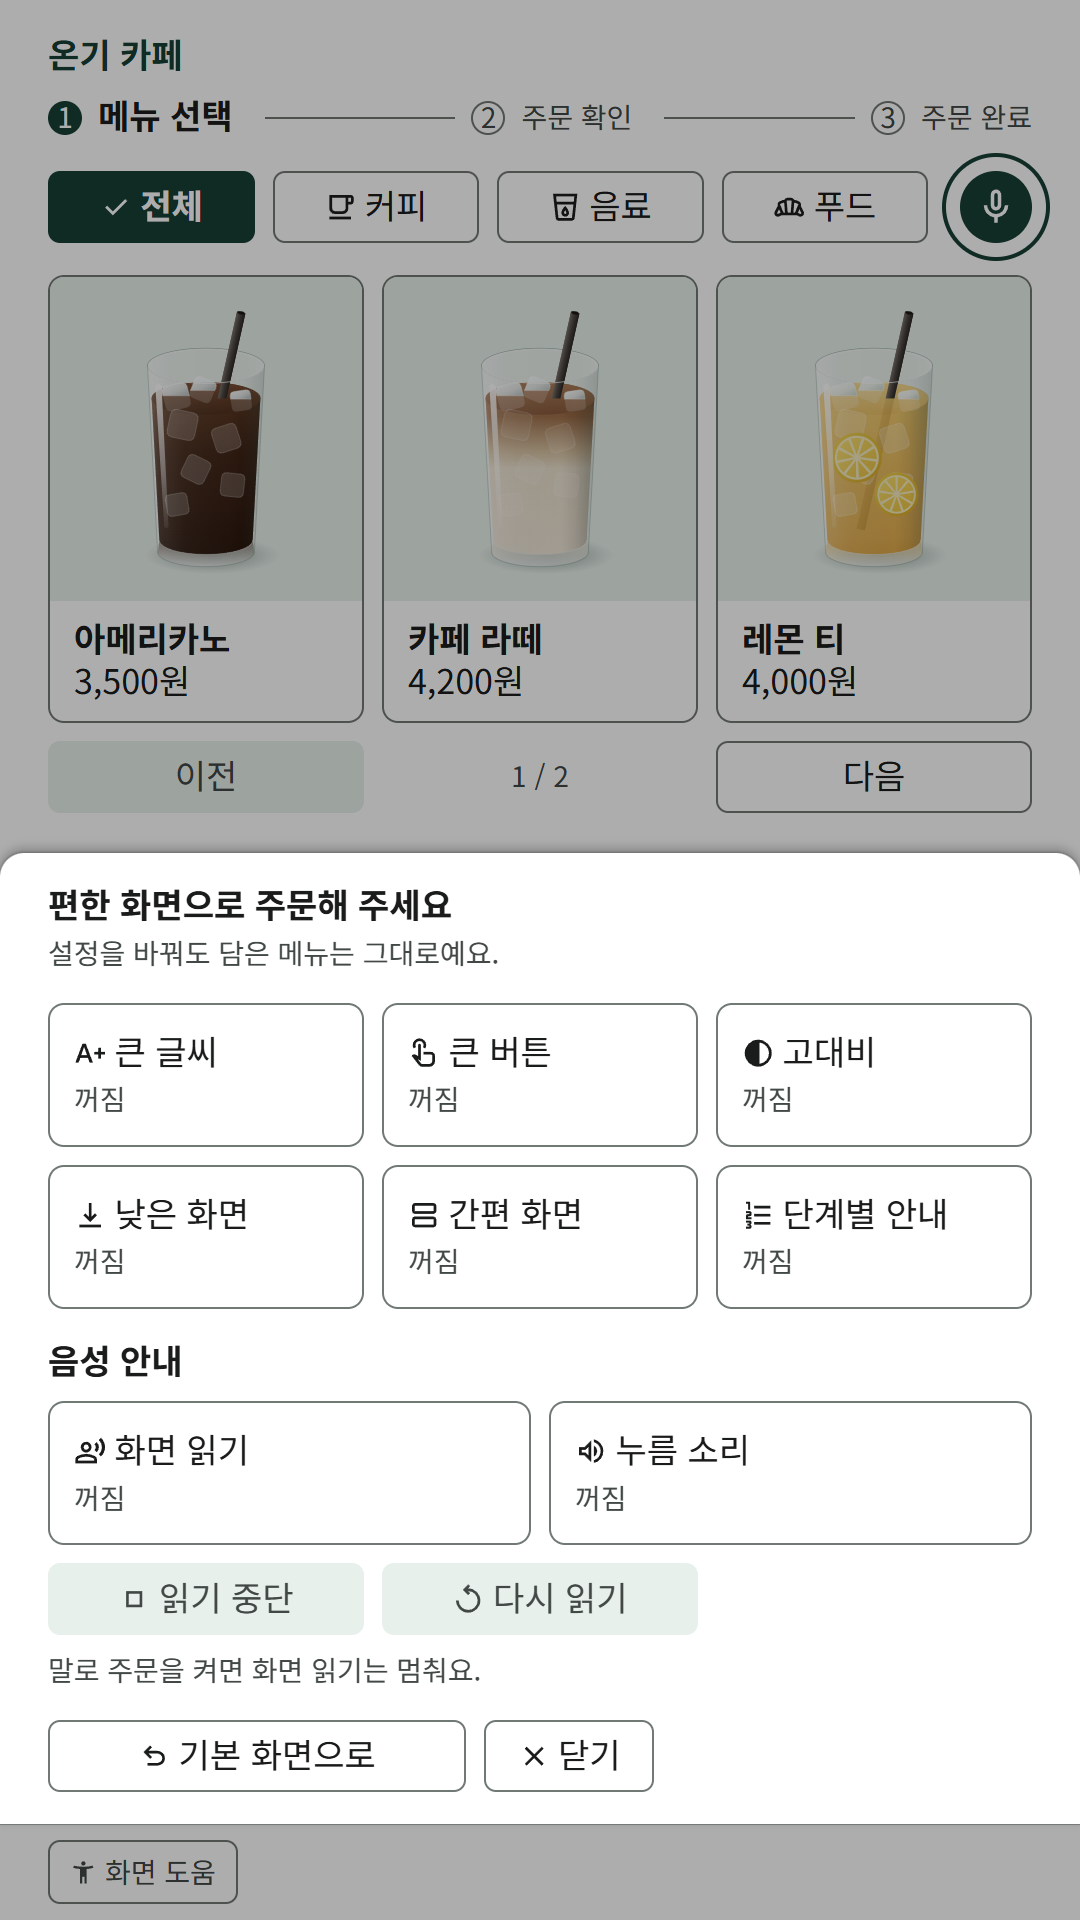 온기 카페
1 메뉴 선택 2 주문 확인 3 주문 완료
전체 커피 음료 푸드
아메리카노 카페 라떼 레몬 티
3,500원 4,200원 4,000원
이전 1 / 2 다음
편한 화면으로 주문해 주세요
설정을 바꿔도 담은 메뉴는 그대로예요.
A+ 큰 글씨 큰 버튼 고대비
꺼짐 꺼짐 꺼짐
낮은 화면 간편 화면 단계별 안내
꺼짐 꺼짐 꺼짐
음성 안내
화면 읽기 누름 소리
꺼짐 꺼짐
읽기 중단 다시 읽기
말로 주문을 켜면 화면 읽기는 멈춰요.
기본 화면으로 닫기
화면 도움